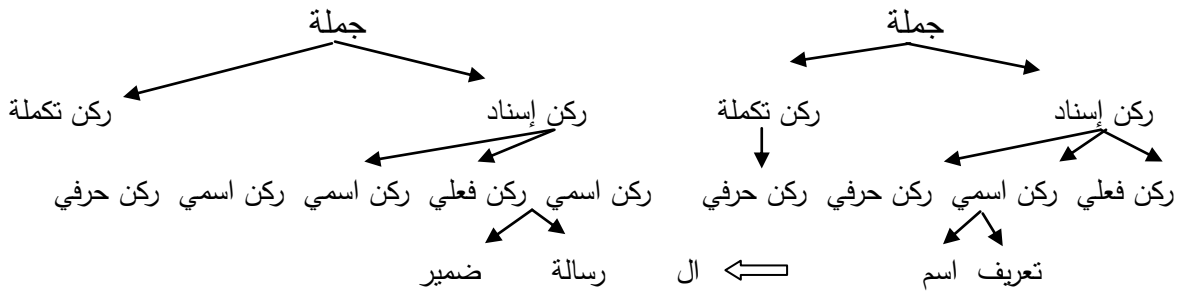 جملة جملة
ركن إسناد ركن تكملة ركن إسناد ركن تكملة
ركن فعلي ركن اسمي ركن حرفي ركن حرفي ركن اسمي ركن فعلي ركن اسمي ركن اسمي ركن حرفي
تعريف اسم ال رسالة ضمير